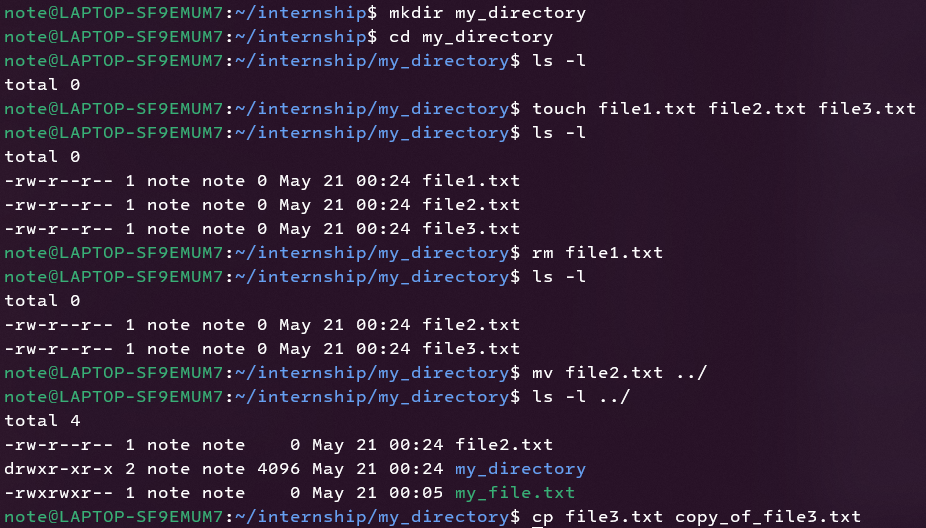 note@LAPTOP-SF9EMUM7:~/internship$ mkdir my_directory
note@LAPTOP-SF9EMUM7:~/internship$ cd my_directory
note@LAPTOP-SF9EMUM7:~/internship/my_directory$ ls -l
total 0
note@LAPTOP-SF9EMUM7:~/internship/my_directory$ touch file1.txt file2.txt file3.txt
note@LAPTOP-SF9EMUM7:~/internship/my_directory$ ls -l
total 0
-rw-r--r-- 1 note note 0 May 21 00:24 file1.txt
-rw-r--r-- 1 note note 0 May 21 00:24 file2.txt
-rw-r--r-- 1 note note 0 May 21 00:24 file3.txt
note@LAPTOP-SF9EMUM7:~/internship/my_directory$ rm file1.txt
note@LAPTOP-SF9EMUM7:~/internship/my_directory$ ls -l
total 0
-rw-r--r-- 1 note note 0 May 21 00:24 file2.txt
-rw-r--r-- 1 note note 0 May 21 00:24 file3.txt
note@LAPTOP-SF9EMUM7:~/internship/my_directory$ mv file2.txt ../
note@LAPTOP-SF9EMUM7:~/internship/my_directory$ ls -l ../
total 4
-rw-r--r-- 1 note note    0 May 21 00:24 file2.txt
drwxr-xr-x 2 note note 4096 May 21 00:24 my_directory
-rwxrwxr-- 1 note note    0 May 21 00:05 my_file.txt
note@LAPTOP-SF9EMUM7:~/internship/my_directory$ cp file3.txt copy_of_file3.txt